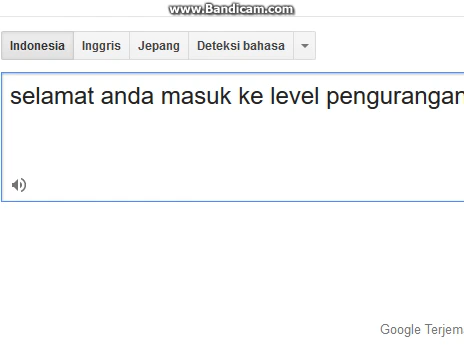 www.Bandicam.com
Indonesia Inggris Jepang Deteksi bahasa
selamat anda masuk ke level pengurangan
Google Terjem